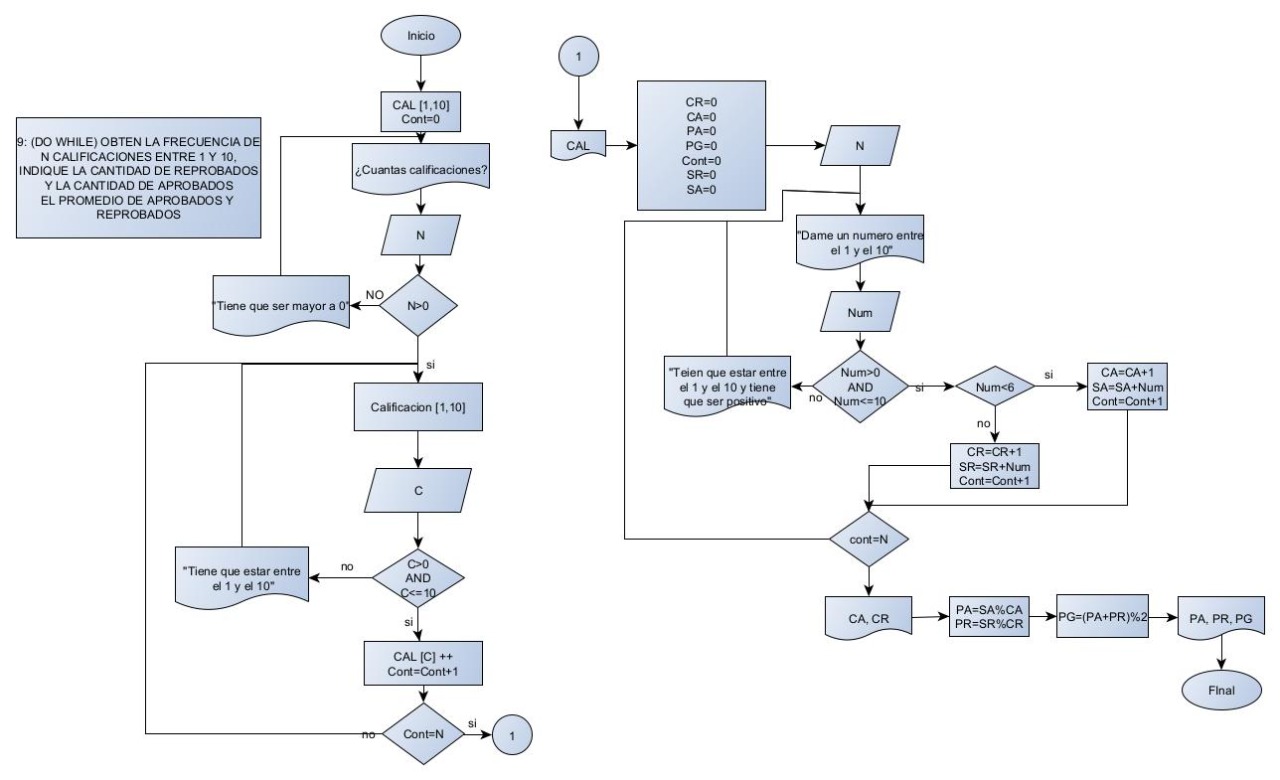 9: (DO WHILE) OBTEN LA FRECUENCIA DE
N CALIFICACIONES ENTRE 1 Y 10,
INDIQUE LA CANTIDAD DE REPROBADOS
Y LA CANTIDAD DE APROBADOS
EL PROMEDIO DE APROBADOS Y
REPROBADOS
Inicio
CAL [1,10]
Cont=0
¿Cuantas calificaciones?
N
N>0
NO
"Tiene que ser mayor a 0"
si
Calificacion [1,10]
C
C>0
AND
C<=10
no
"Tiene que estar entre
el 1 y el 10"
si
CAL [C] ++
Cont=Cont+1
Cont=N
no
si
1
1
CAL
CR=0
CA=0
PA=0
PG=0
Cont=0
SR=0
SA=0
N
"Dame un numero entre
el 1 y el 10"
Num
Num>0
AND
Num<=10
no
"Teien que estar entre
el 1 y el 10 y tiene
que ser positivo"
si
Num<6
si
CA=CA+1
SA=SA+Num
Cont=Cont+1
no
CR=CR+1
SR=SR+Num
Cont=Cont+1
cont=N
CA, CR
PA=SA%CA
PR=SR%CR
PG=(PA+PR)%2
PA, PR, PG
FInal